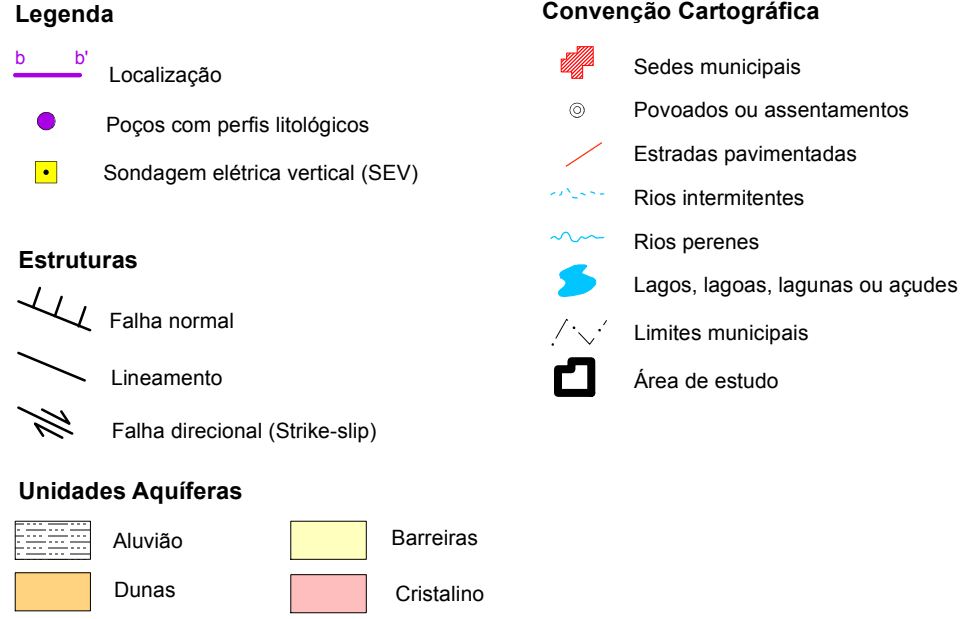 Legenda
b b'
Localização
Poços com perfis litológicos
Sondagem elétrica vertical (SEV)
Estruturas
Falha normal
Lineamento
Falha direcional (Strike-slip)
Unidades Aquíferas
Aluvião
Dunas
Barreiras
Cristalino
Convenção Cartográfica
Sedes municipais
Povoados ou assentamentos
Estradas pavimentadas
Rios intermitentes
Rios perenes
Lagos, lagoas, lagunas ou açudes
Limites municipais
Área de estudo